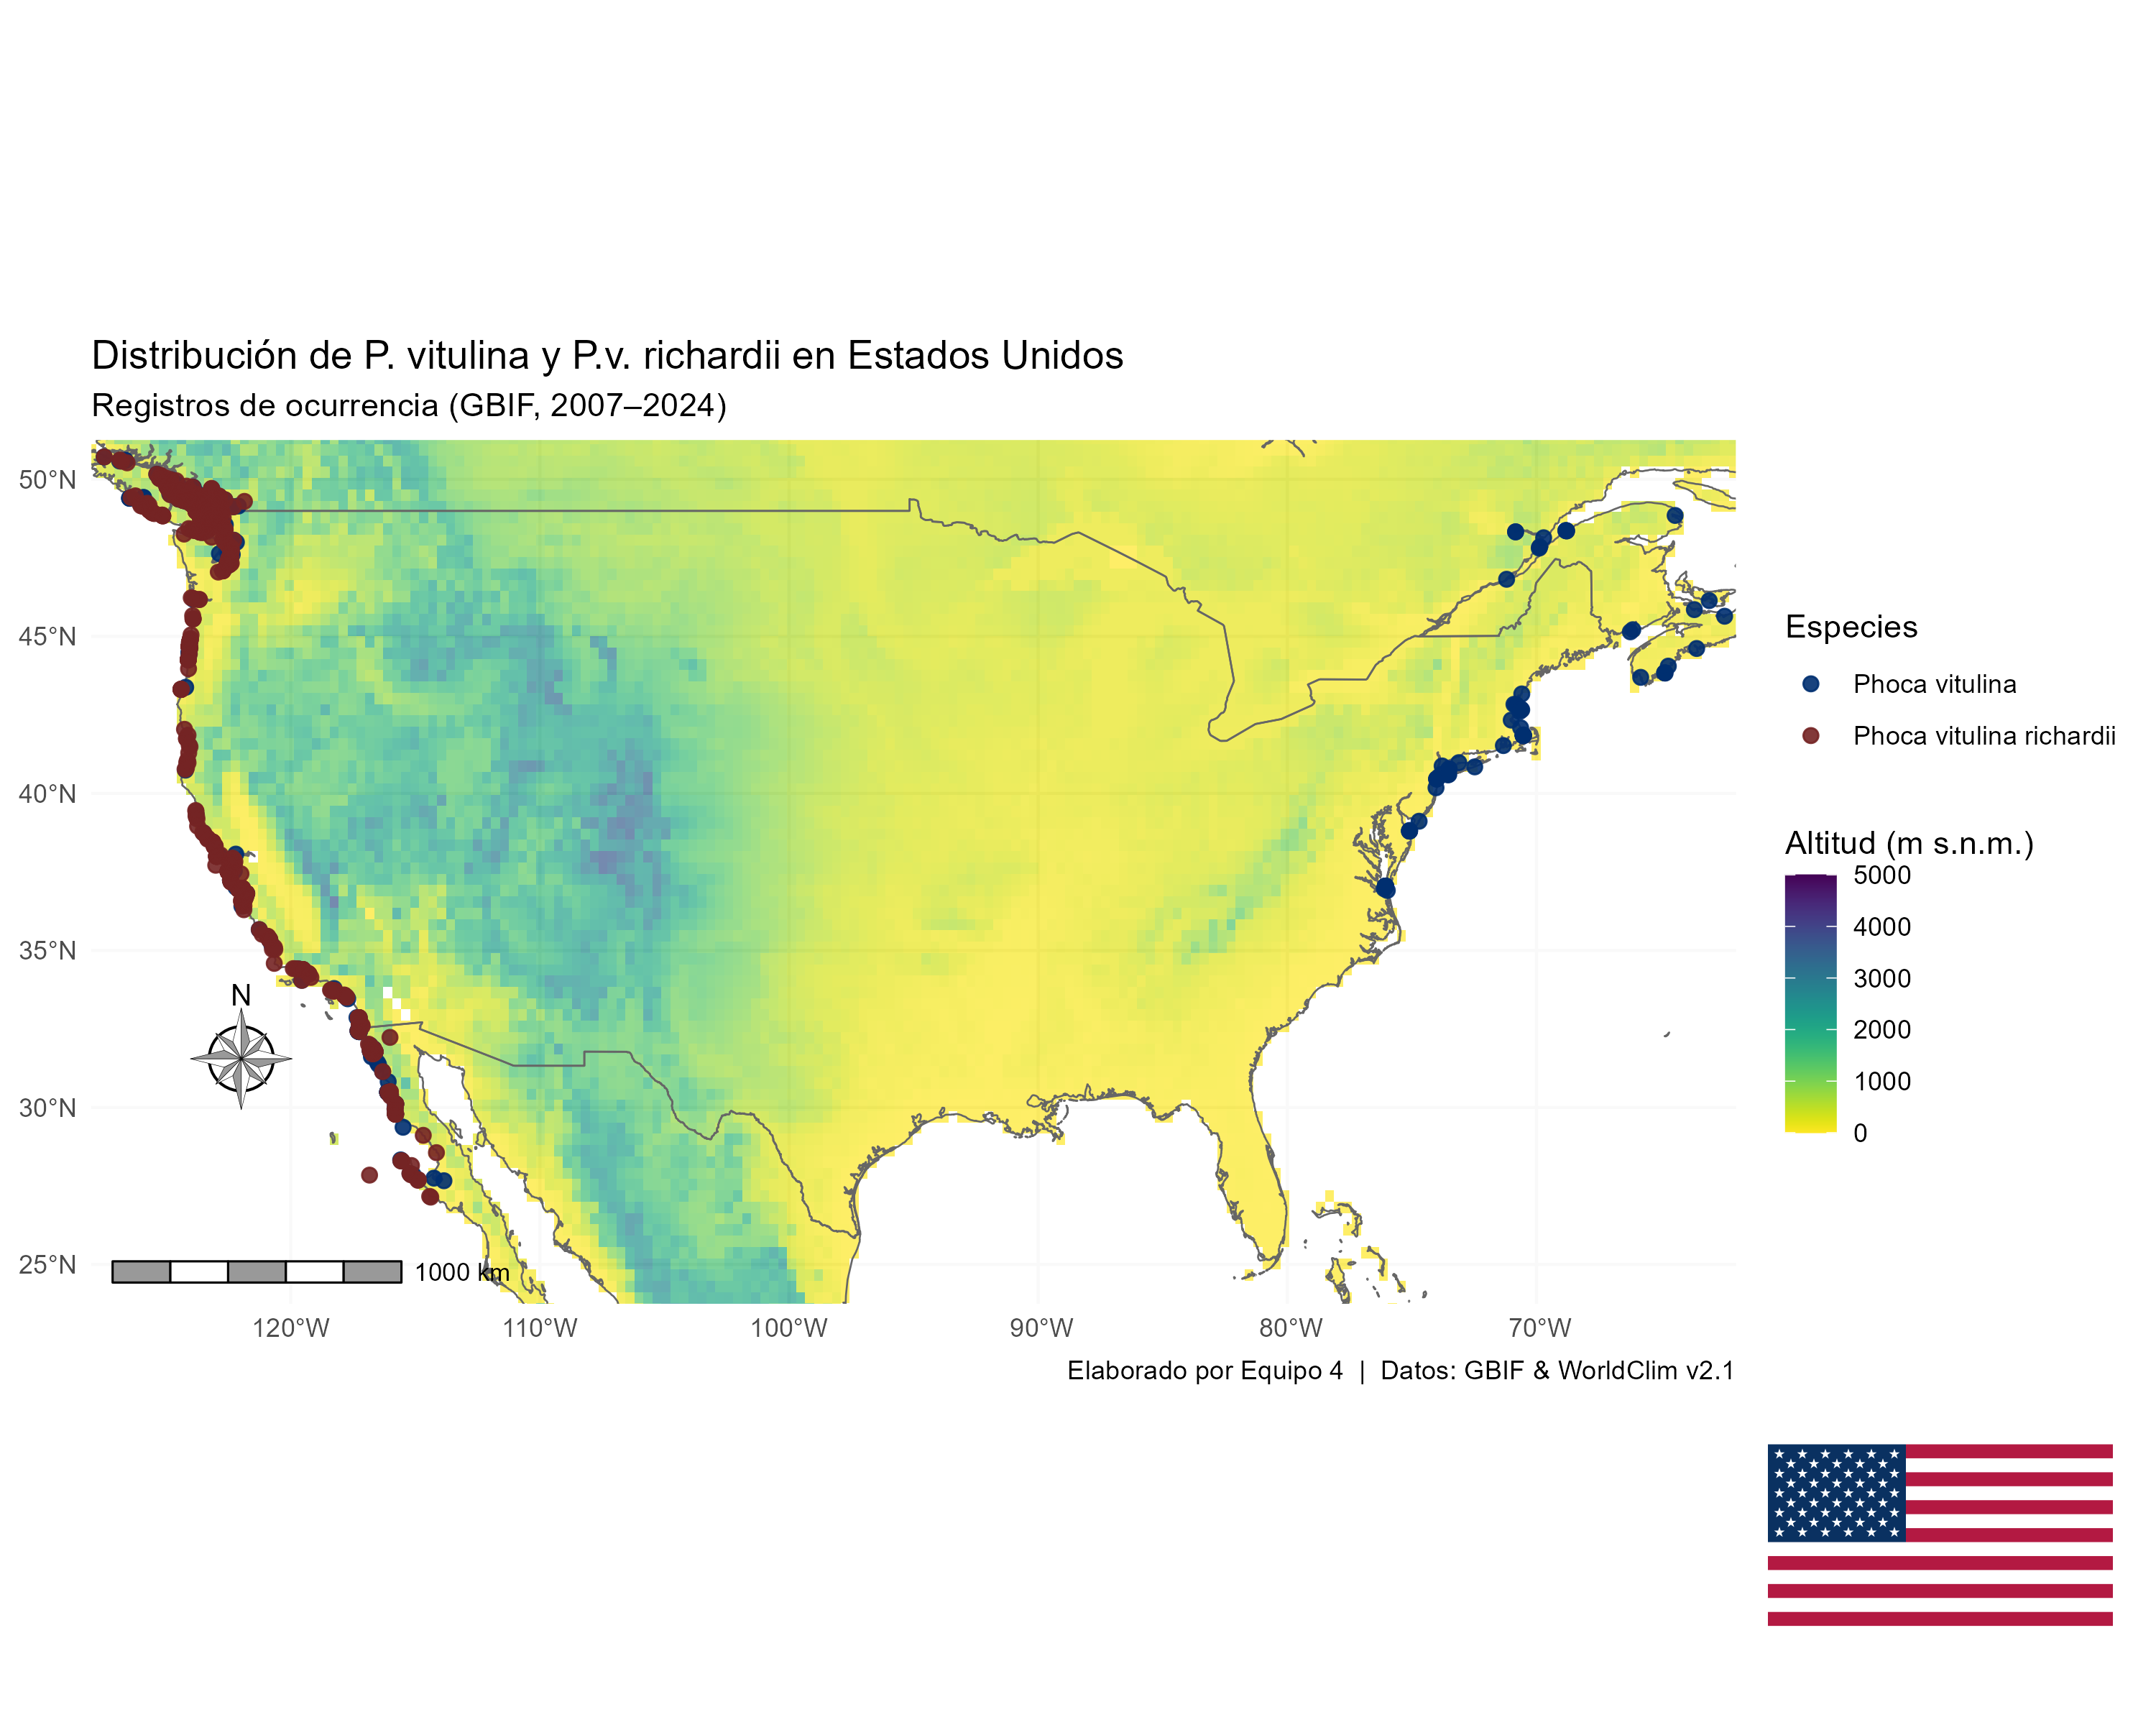 Distribución de P. vitulina y P.v. richardii en Estados Unidos
Registros de ocurrencia (GBIF, 2007–2024)
50°N
45°N
40°N
35°N
30°N
25°N
N
1000 km
120°W
110°W
100°W
90°W
80°W
70°W
Especies
Phoca vitulina
Phoca vitulina richardii
Altitud (m s.n.m.)
5000
4000
3000
2000
1000
0
Elaborado por Equipo 4 | Datos: GBIF & WorldClim v2.1